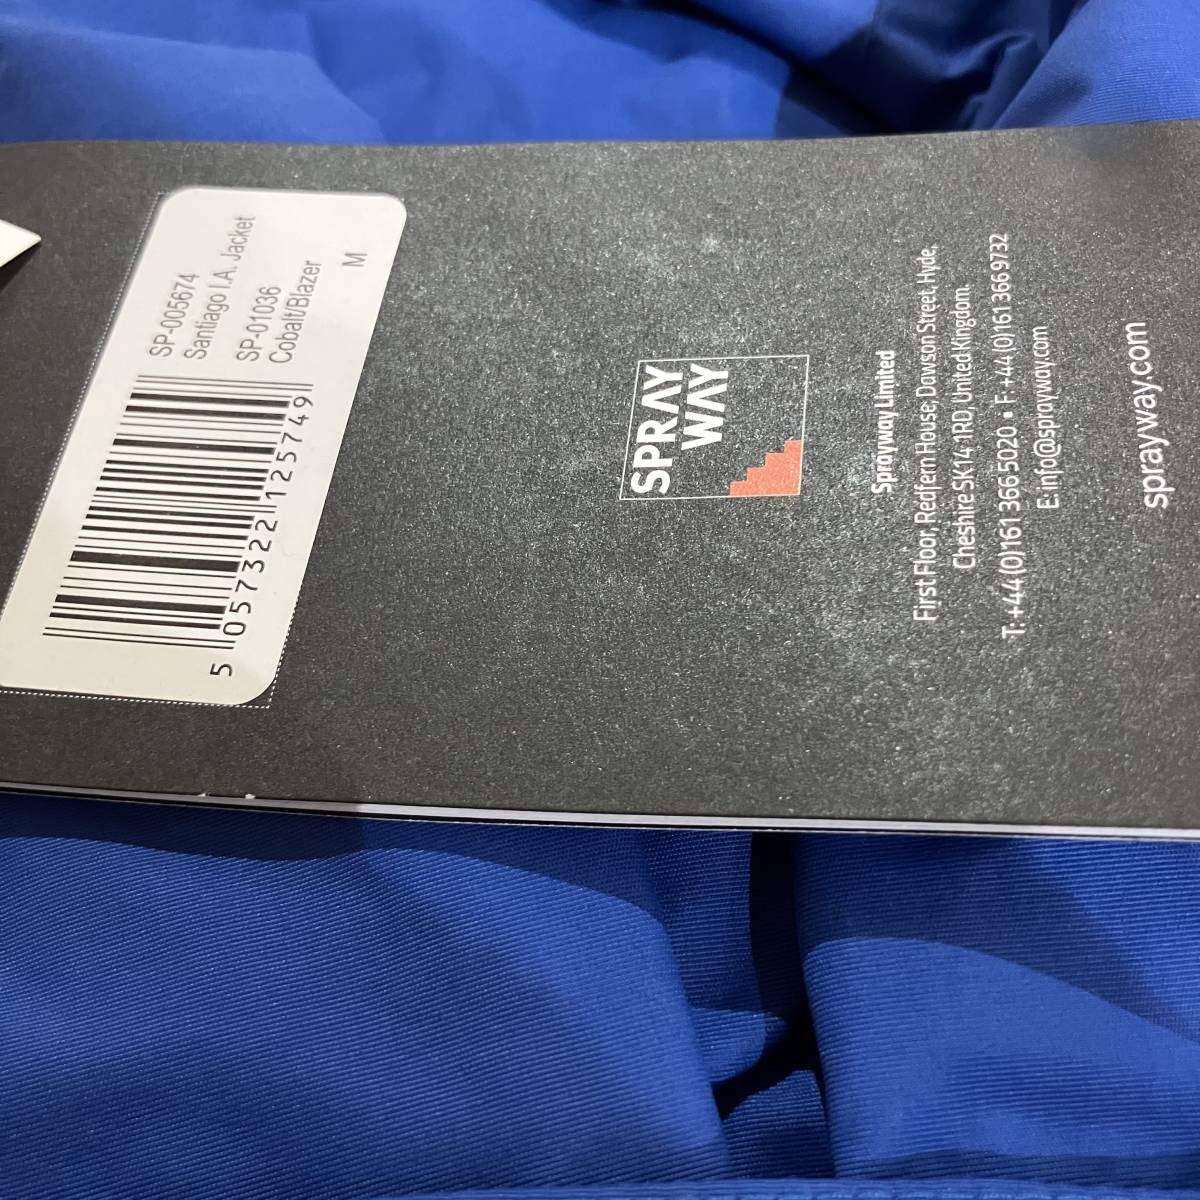 SP-005674
Santiago I.A. Jacket
SP-01036
Cobalt/Blazer
M
5 057322 125749
SPRAY
WAY
Sprayway Limited
First Floor, Redfern House, Dawson Street, Hyde,
Cheshire SK14 1RD, United Kingdom.
T: +44 (0)161 366 5020 • F: +44 (0)161 366 9732
E: info@sprayway.com
sprayway.com